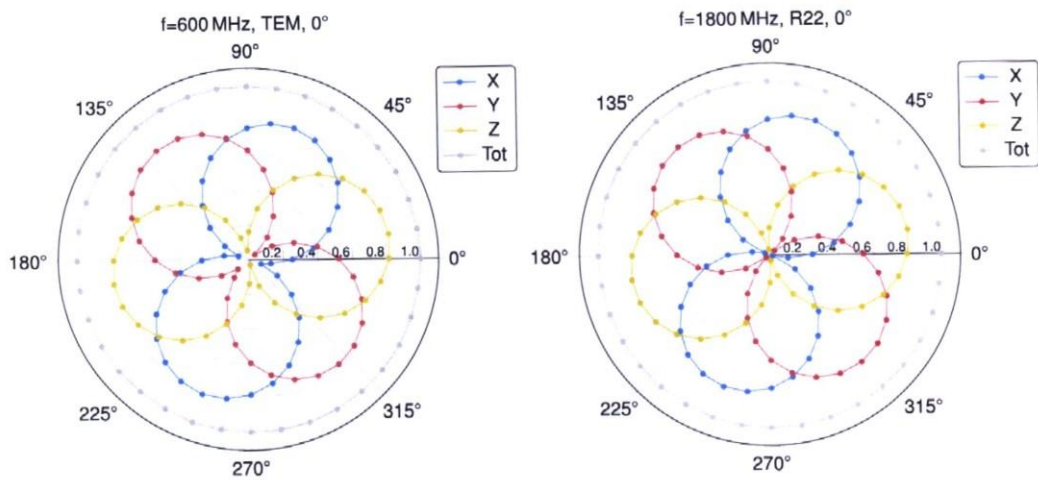 f=600 MHz, TEM, 0°
90°
135°
45°
X
Y
Z
Tot
180°
0.2 0.4 0.6 0.8 1.0
0°
225°
315°
270°
f=1800 MHz, R22, 0°
90°
135°
45°
X
Y
Z
Tot
180°
0.2 0.4 0.6 0.8 1.0
0°
225°
315°
270°